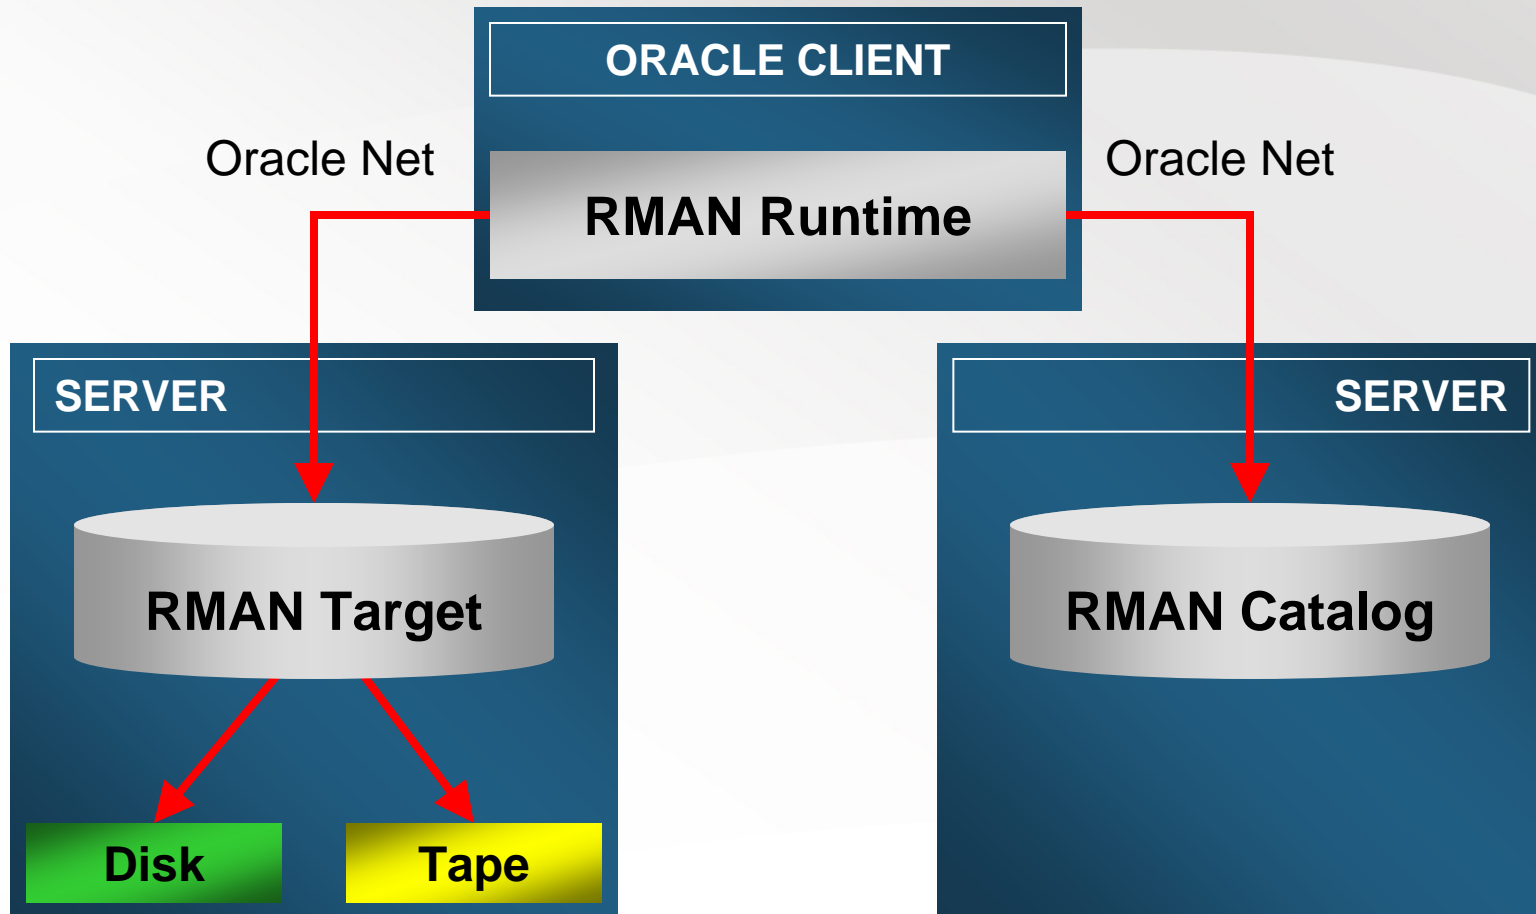 ORACLE CLIENT
Oracle Net
RMAN Runtime
Oracle Net
SERVER
SERVER
RMAN Target
RMAN Catalog
Disk
Tape